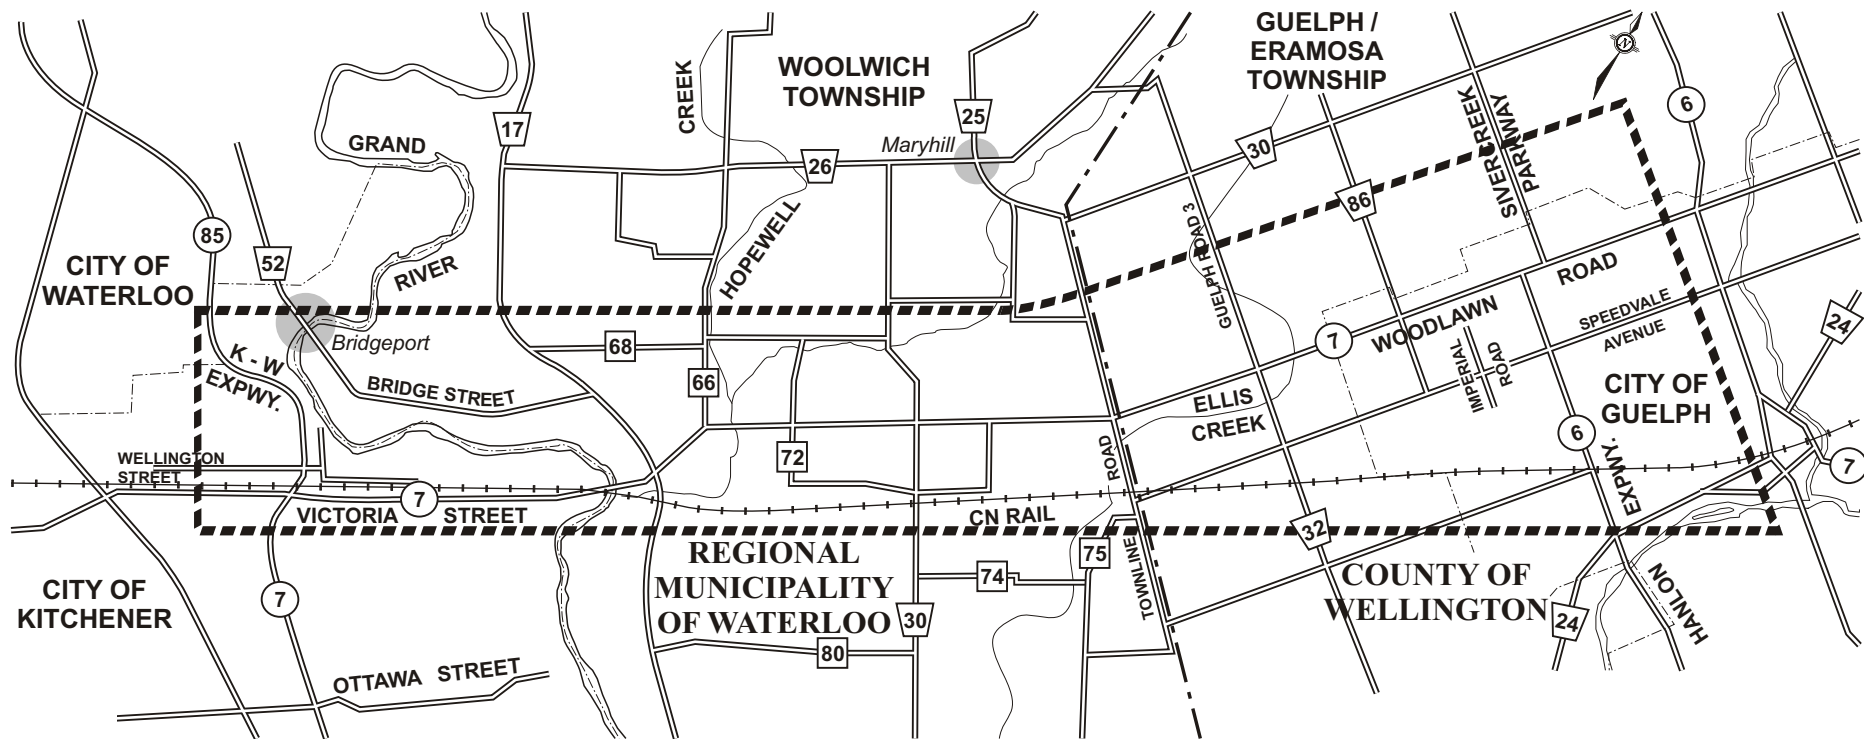 GUELPH /
ERAMOSA
TOWNSHIP
WOOLWICH
TOWNSHIP
CREEK
SIVERCREEK
PARKWAY
N
6
17
25
GRAND
Maryhill
26
30
86
HOPEWELL
GUELPH ROAD 3
85
52
CITY OF
WATERLOO
RIVER
ROAD
SPEEDVALE
AVENUE
24
WOODLAWN
7
Bridgeport
68
K - W
EXPWY.
66
BRIDGE STREET
IMPERIAL
ROAD
CITY OF
GUELPH
ELLIS
CREEK
6
EXPWY.
7
WELLINGTON
STREET
72
ROAD
7
VICTORIA STREET
CN RAIL
32
REGIONAL
MUNICIPALITY
OF WATERLOO
75
74
TOWNLINE
COUNTY OF
WELLINGTON
HANLON
CITY OF
KITCHENER
7
30
24
80
OTTAWA STREET